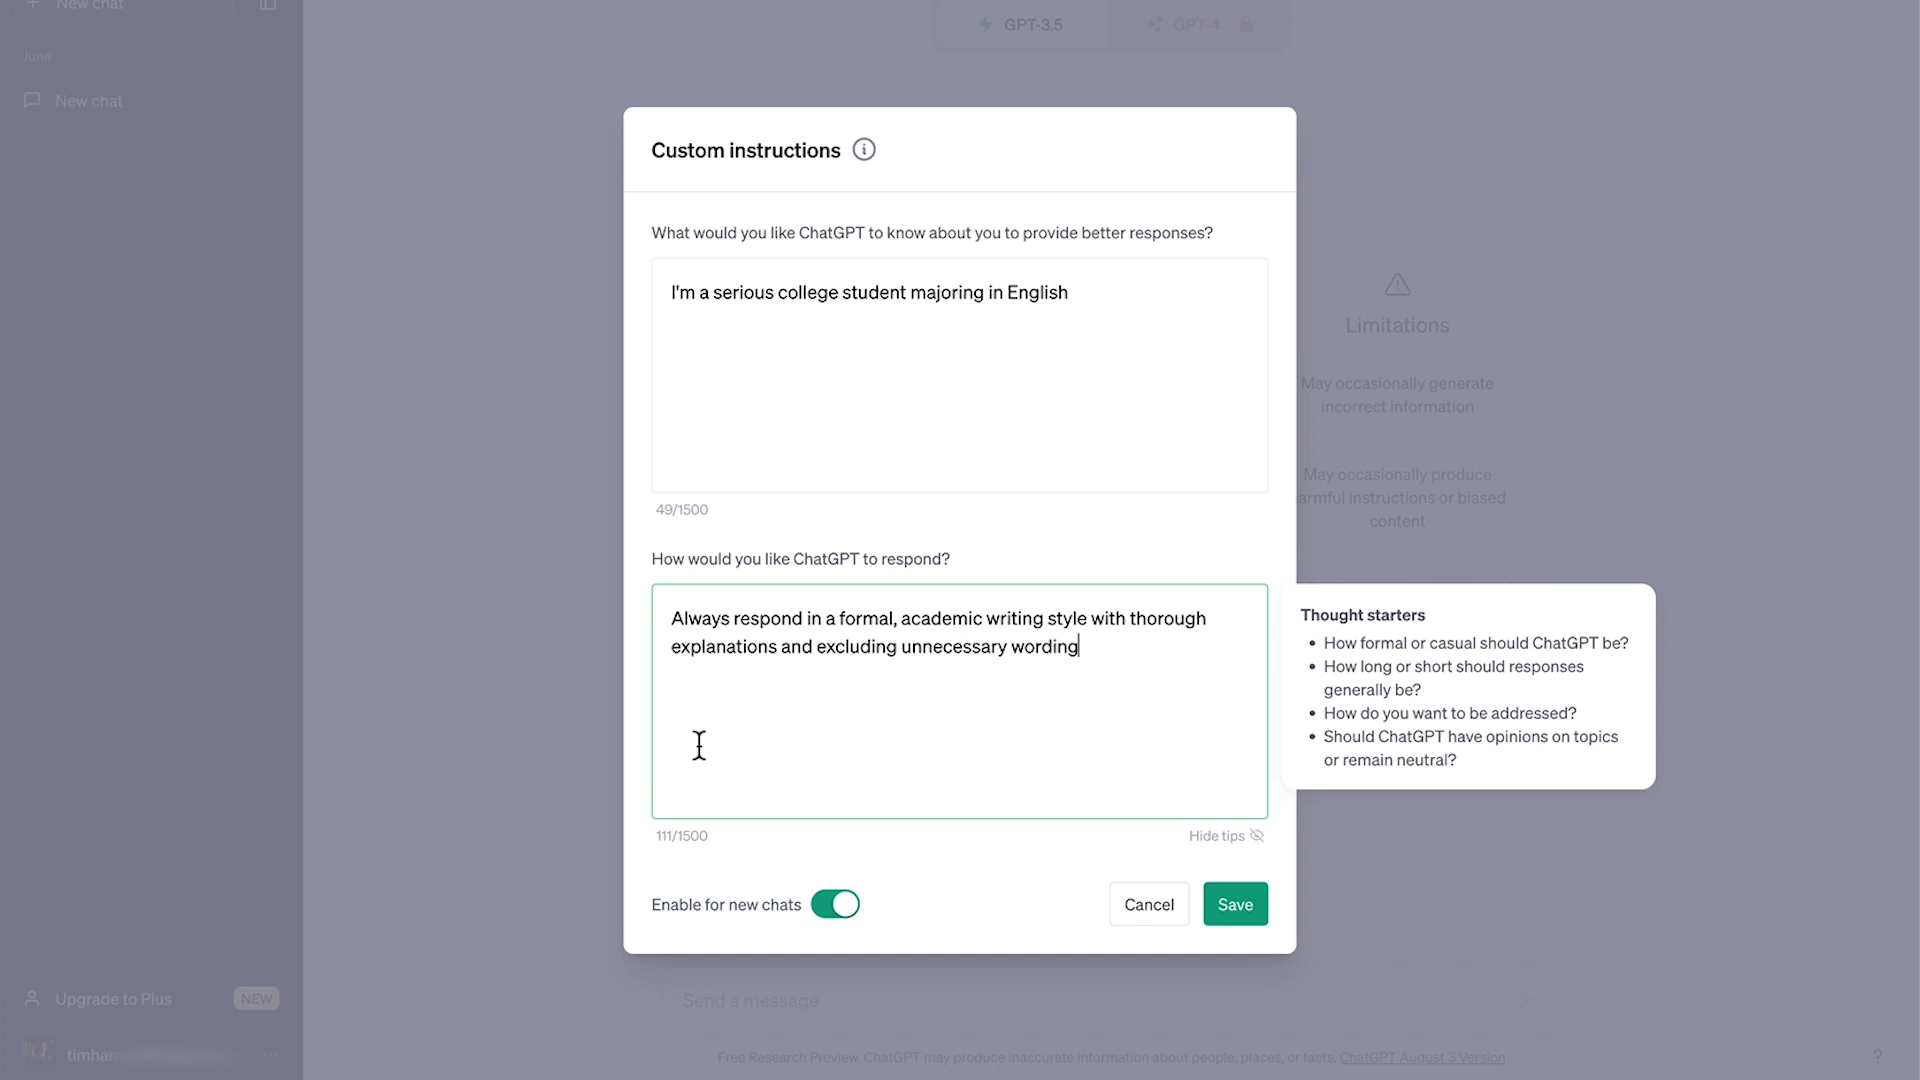 New chat
June
New chat
GPT-3.5
GPT-4
Custom instructions
What would you like ChatGPT to know about you to provide better responses?
I'm a serious college student majoring in English
49/1500
How would you like ChatGPT to respond?
Always respond in a formal, academic writing style with thorough
explanations and excluding unnecessary wording
111/1500
Hide tips
Enable for new chats
Cancel
Save
Limitations
May occasionally generate
incorrect information
May occasionally produce
harmful instructions or biased
content
Thought starters
• How formal or casual should ChatGPT be?
• How long or short should responses
generally be?
• How do you want to be addressed?
• Should ChatGPT have opinions on topics
or remain neutral?
Upgrade to Plus
NEW
Send a message
Free Research Preview. ChatGPT may produce inaccurate information about people, places, or facts. ChatGPT August 3 Version
?